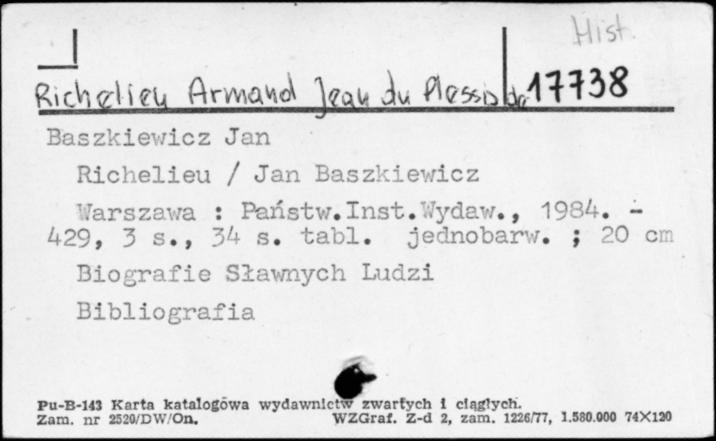 Hist.
Richelieu Armand Jean du Plessis de 17738
Baszkiewicz Jan
Richelieu / Jan Baszkiewicz
Warszawa : Państw.Inst.Wydaw., 1984. -
429, 3 s., 34 s. tabl. jednobarw. ; 20 cm
Biografie Sławnych Ludzi
Bibliografia
Pu-B-143 Karta katalogowa wydawnictw zwartych i ciągłych.
Zam. nr 2520/DW/On. WZGraf. Z-d 2, zam. 1226/77, 1.580.000 74X120